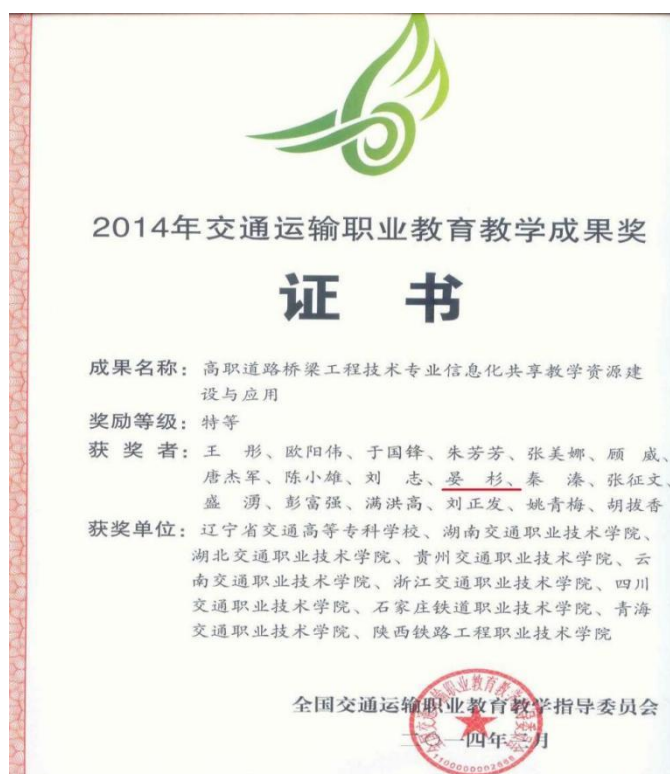 2014年交通运输职业教育教学成果奖
证 书
成果名称：高职道路桥梁工程技术专业信息化共享教学资源建
设与应用
奖励等级：特等
获 奖 者：王 彤、欧阳伟、于国锋、朱芳芳、张美娜、顾 威、
唐杰军、陈小雄、刘 志、晏 杉、秦 溱、张征文、
盛 湧、彭富强、满洪高、刘正发、姚青梅、胡拔香
获奖单位：辽宁省交通高等专科学校、湖南交通职业技术学院、
湖北交通职业技术学院、贵州交通职业技术学院、云
南交通职业技术学院、浙江交通职业技术学院、四川
交通职业技术学院、石家庄铁道职业技术学院、青海
交通职业技术学院、陕西铁路工程职业技术学院
全国交通运输职业教育教学指导委员会
二〇一四年 月